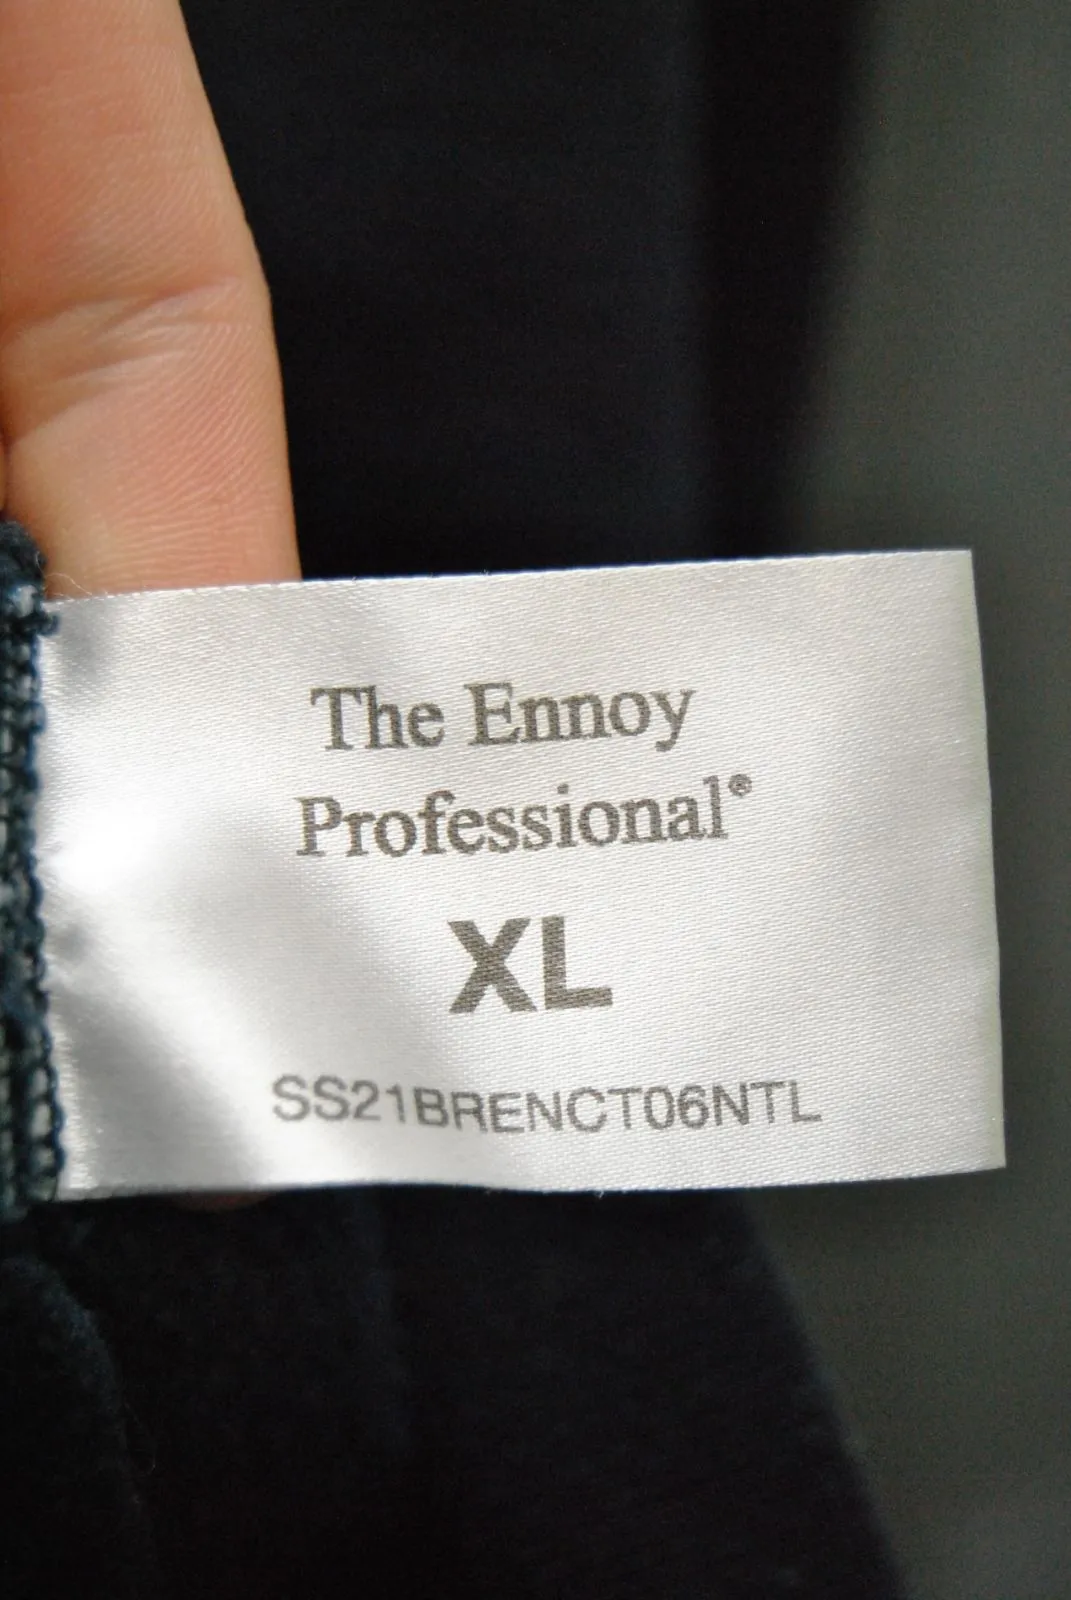 The Ennoy
Professional®
XL
SS21BRENCT06NTL